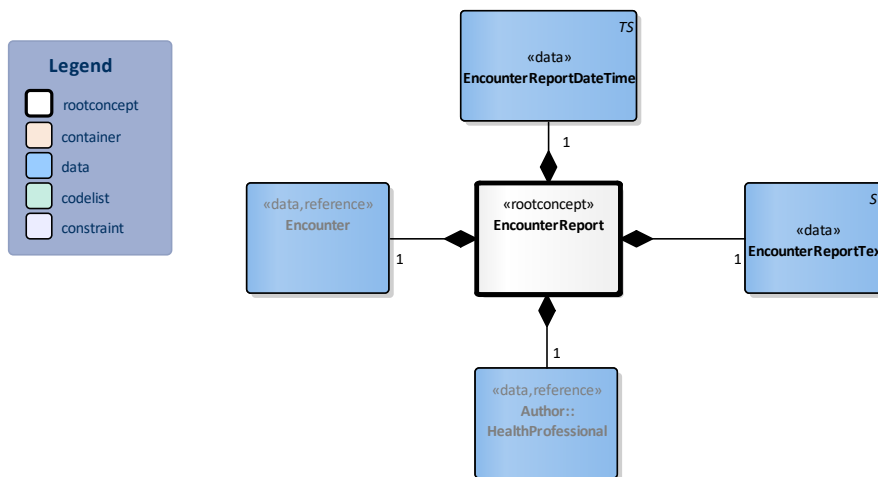 Legend
rootconcept
container
data
codelist
constraint
TS
«data»
EncounterReportDateTime
1
«data,reference»
Encounter
1
«rootconcept»
EncounterReport
S
«data»
1
«data,reference»
Author::
HealthProfessional
1